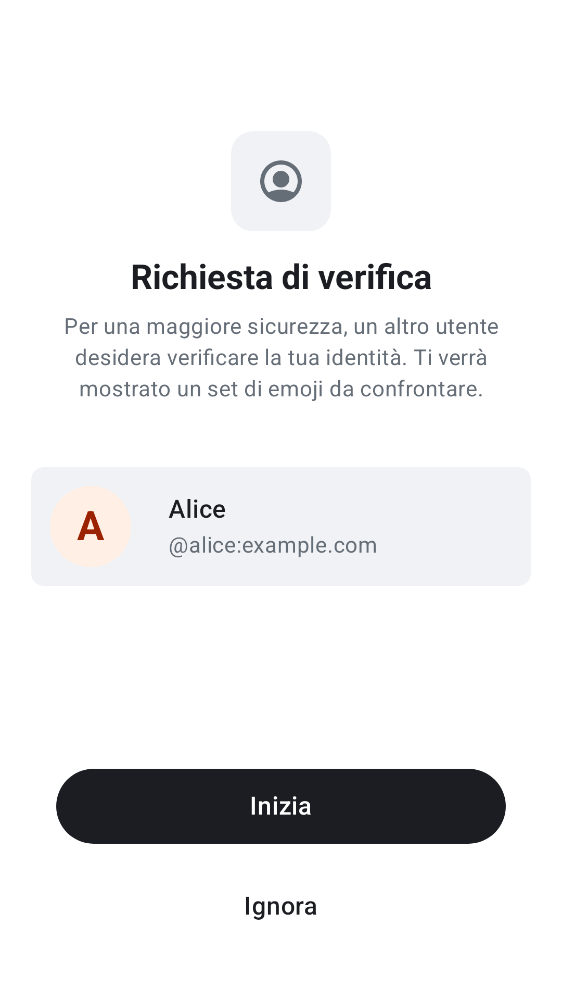 Richiesta di verifica
Per una maggiore sicurezza, un altro utente
desidera verificare la tua identità. Ti verrà
mostrato un set di emoji da confrontare.
A
Alice
@alice:example.com
Inizia
Ignora